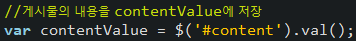 //게시물의 내용을 contentValue에 저장
var contentValue = $('#content').val();